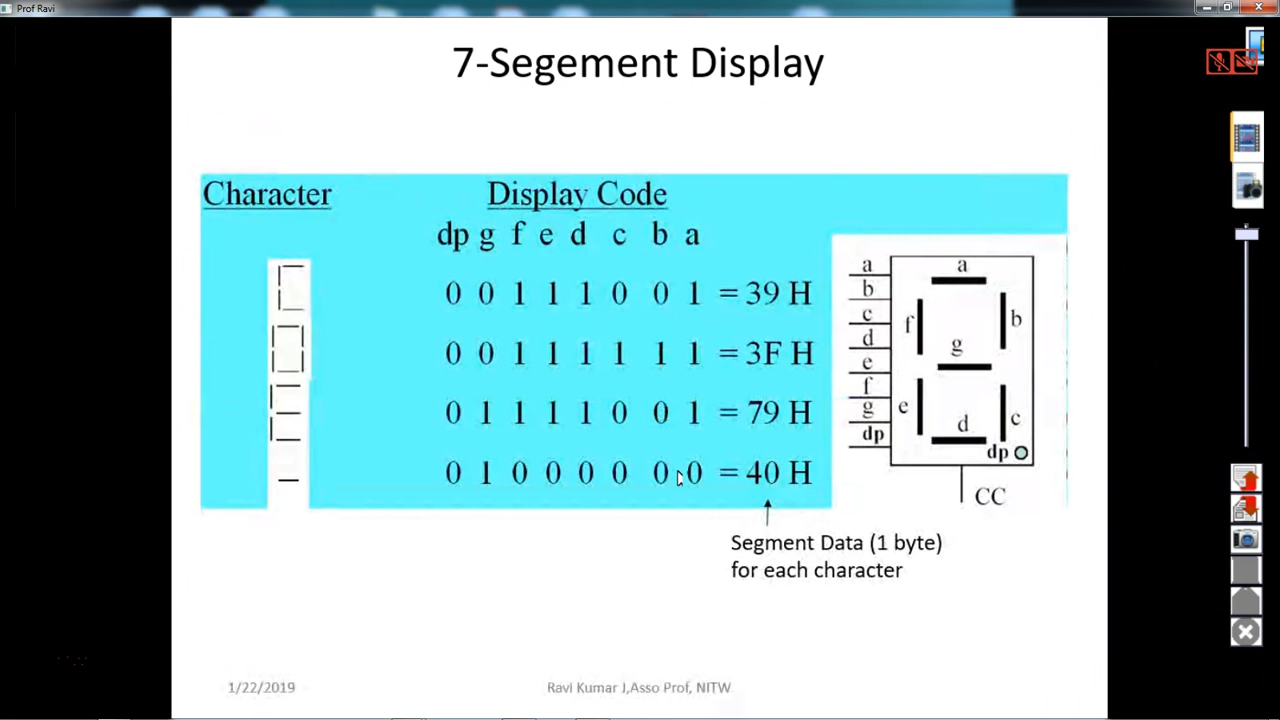 Prof Ravi
7-Segement Display
Character
Display Code
dp g f e d c b a
0 0 1 1 1 0 0 1 = 39 H
0 0 1 1 1 1 1 1 = 3F H
0 1 1 1 1 0 0 1 = 79 H
0 1 0 0 0 0 0 0 = 40 H
a
b
c
d
e
f
g
dp
a
f
b
g
e
c
d
dp
CC
Segment Data (1 byte)
for each character
1/22/2019
Ravi Kumar J,Asso Prof, NITW